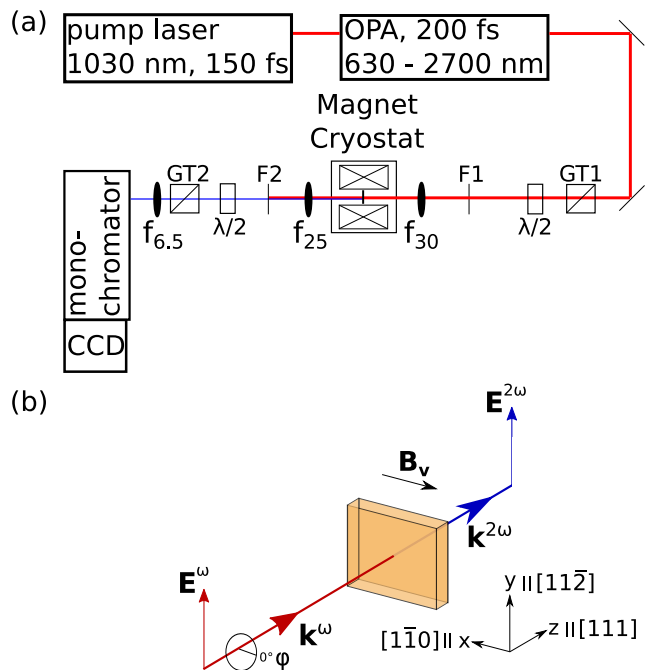 (a)
pump laser
1030 nm, 150 fs
OPA, 200 fs
630 - 2700 nm
Magnet
Cryostat
GT2
F2
F1
GT1
λ/2
f₂₅
f₃₀
λ/2
f₆.₅
mono-
chromator
CCD
(b)
E²ω
Bᵥ
k²ω
Eω
kω
0° φ
y || [112̄]
z || [111]
[11̄0] || x